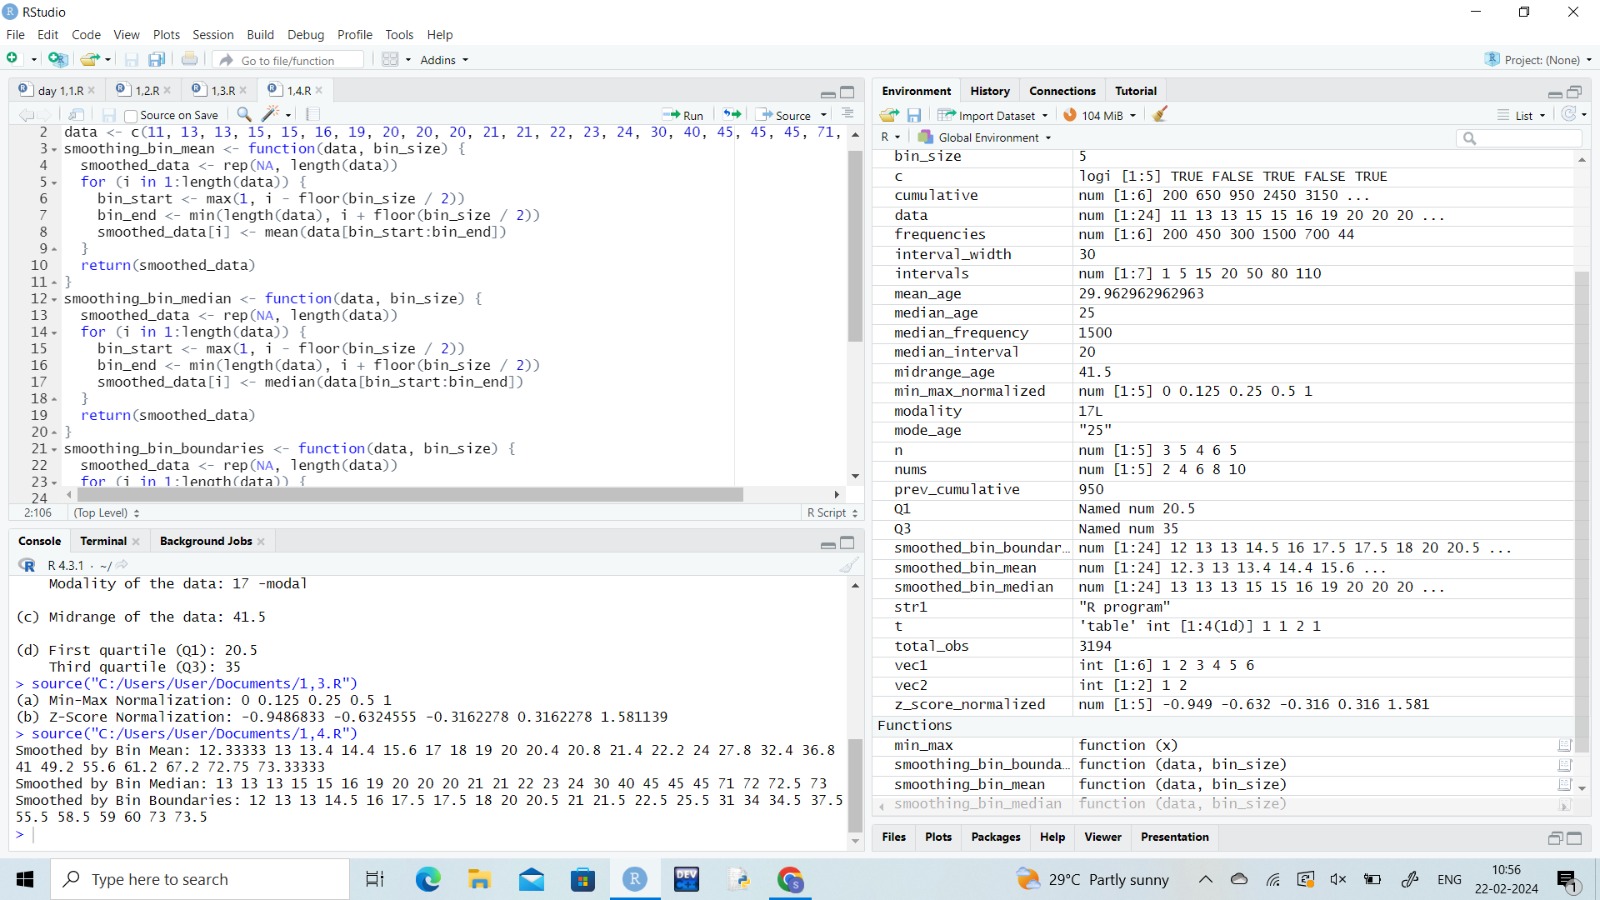 RStudio
File Edit Code View Plots Session Build Debug Profile Tools Help
Go to file/function Addins Project: (None)
day 1,1.R 1,2.R 1,3.R 1,4.R
Source on Save Run Source
2 data <- c(11, 13, 13, 15, 15, 16, 19, 20, 20, 20, 21, 21, 22, 23, 24, 30, 40, 45, 45, 45, 71,
3 smoothing_bin_mean <- function(data, bin_size) {
4 smoothed_data <- rep(NA, length(data))
5 for (i in 1:length(data)) {
6 bin_start <- max(1, i - floor(bin_size / 2))
7 bin_end <- min(length(data), i + floor(bin_size / 2))
8 smoothed_data[i] <- mean(data[bin_start:bin_end])
9 }
10 return(smoothed_data)
11 }
12 smoothing_bin_median <- function(data, bin_size) {
13 smoothed_data <- rep(NA, length(data))
14 for (i in 1:length(data)) {
15 bin_start <- max(1, i - floor(bin_size / 2))
16 bin_end <- min(length(data), i + floor(bin_size / 2))
17 smoothed_data[i] <- median(data[bin_start:bin_end])
18 }
19 return(smoothed_data)
20 }
21 smoothing_bin_boundaries <- function(data, bin_size) {
22 smoothed_data <- rep(NA, length(data))
23 for (i in 1:length(data)) {
24
2:106 (Top Level) R Script
Console Terminal Background Jobs
R 4.3.1 · ~/
Modality of the data: 17 -modal
(c) Midrange of the data: 41.5
(d) First quartile (Q1): 20.5
Third quartile (Q3): 35
> source("C:/Users/User/Documents/1,3.R")
(a) Min-Max Normalization: 0 0.125 0.25 0.5 1
(b) Z-Score Normalization: -0.9486833 -0.6324555 -0.3162278 0.3162278 1.581139
> source("C:/Users/User/Documents/1,4.R")
Smoothed by Bin Mean: 12.33333 13 13.4 14.4 15.6 17 18 19 20 20.4 20.8 21.4 22.2 24 27.8 32.4 36.8
41 49.2 55.6 61.2 67.2 72.75 73.33333
Smoothed by Bin Median: 13 13 13 15 15 16 19 20 20 20 21 21 22 23 24 30 40 45 45 45 71 72 72.5 73
Smoothed by Bin Boundaries: 12 13 13 14.5 16 17.5 17.5 18 20 20.5 21 21.5 22.5 25.5 31 34 34.5 37.5
55.5 58.5 59 60 73 73.5
>
Environment History Connections Tutorial
Import Dataset 104 MiB List
R Global Environment
bin_size 5
c logi [1:5] TRUE FALSE TRUE FALSE TRUE
cumulative num [1:6] 200 650 950 2450 3150 ...
data num [1:24] 11 13 13 15 15 16 19 20 20 20 ...
frequencies num [1:6] 200 450 300 1500 700 44
interval_width 30
intervals num [1:7] 1 5 15 20 50 80 110
mean_age 29.962962962963
median_age 25
median_frequency 1500
median_interval 20
midrange_age 41.5
min_max_normalized num [1:5] 0 0.125 0.25 0.5 1
modality 17L
mode_age "25"
n num [1:5] 3 5 4 6 5
nums num [1:5] 2 4 6 8 10
prev_cumulative 950
Q1 Named num 20.5
Q3 Named num 35
smoothed_bin_boundar… num [1:24] 12 13 13 14.5 16 17.5 17.5 18 20 20.5 ...
smoothed_bin_mean num [1:24] 12.3 13 13.4 14.4 15.6 ...
smoothed_bin_median num [1:24] 13 13 13 15 15 16 19 20 20 20 ...
str1 "R program"
t 'table' int [1:4(1d)] 1 1 2 1
total_obs 3194
vec1 int [1:6] 1 2 3 4 5 6
vec2 int [1:2] 1 2
z_score_normalized num [1:5] -0.949 -0.632 -0.316 0.316 1.581
Functions
min_max function (x)
smoothing_bin_bounda… function (data, bin_size)
smoothing_bin_mean function (data, bin_size)
smoothing_bin_median function (data, bin_size)
Files Plots Packages Help Viewer Presentation
Type here to search
29°C Partly sunny
ENG
10:56
22-02-2024
1